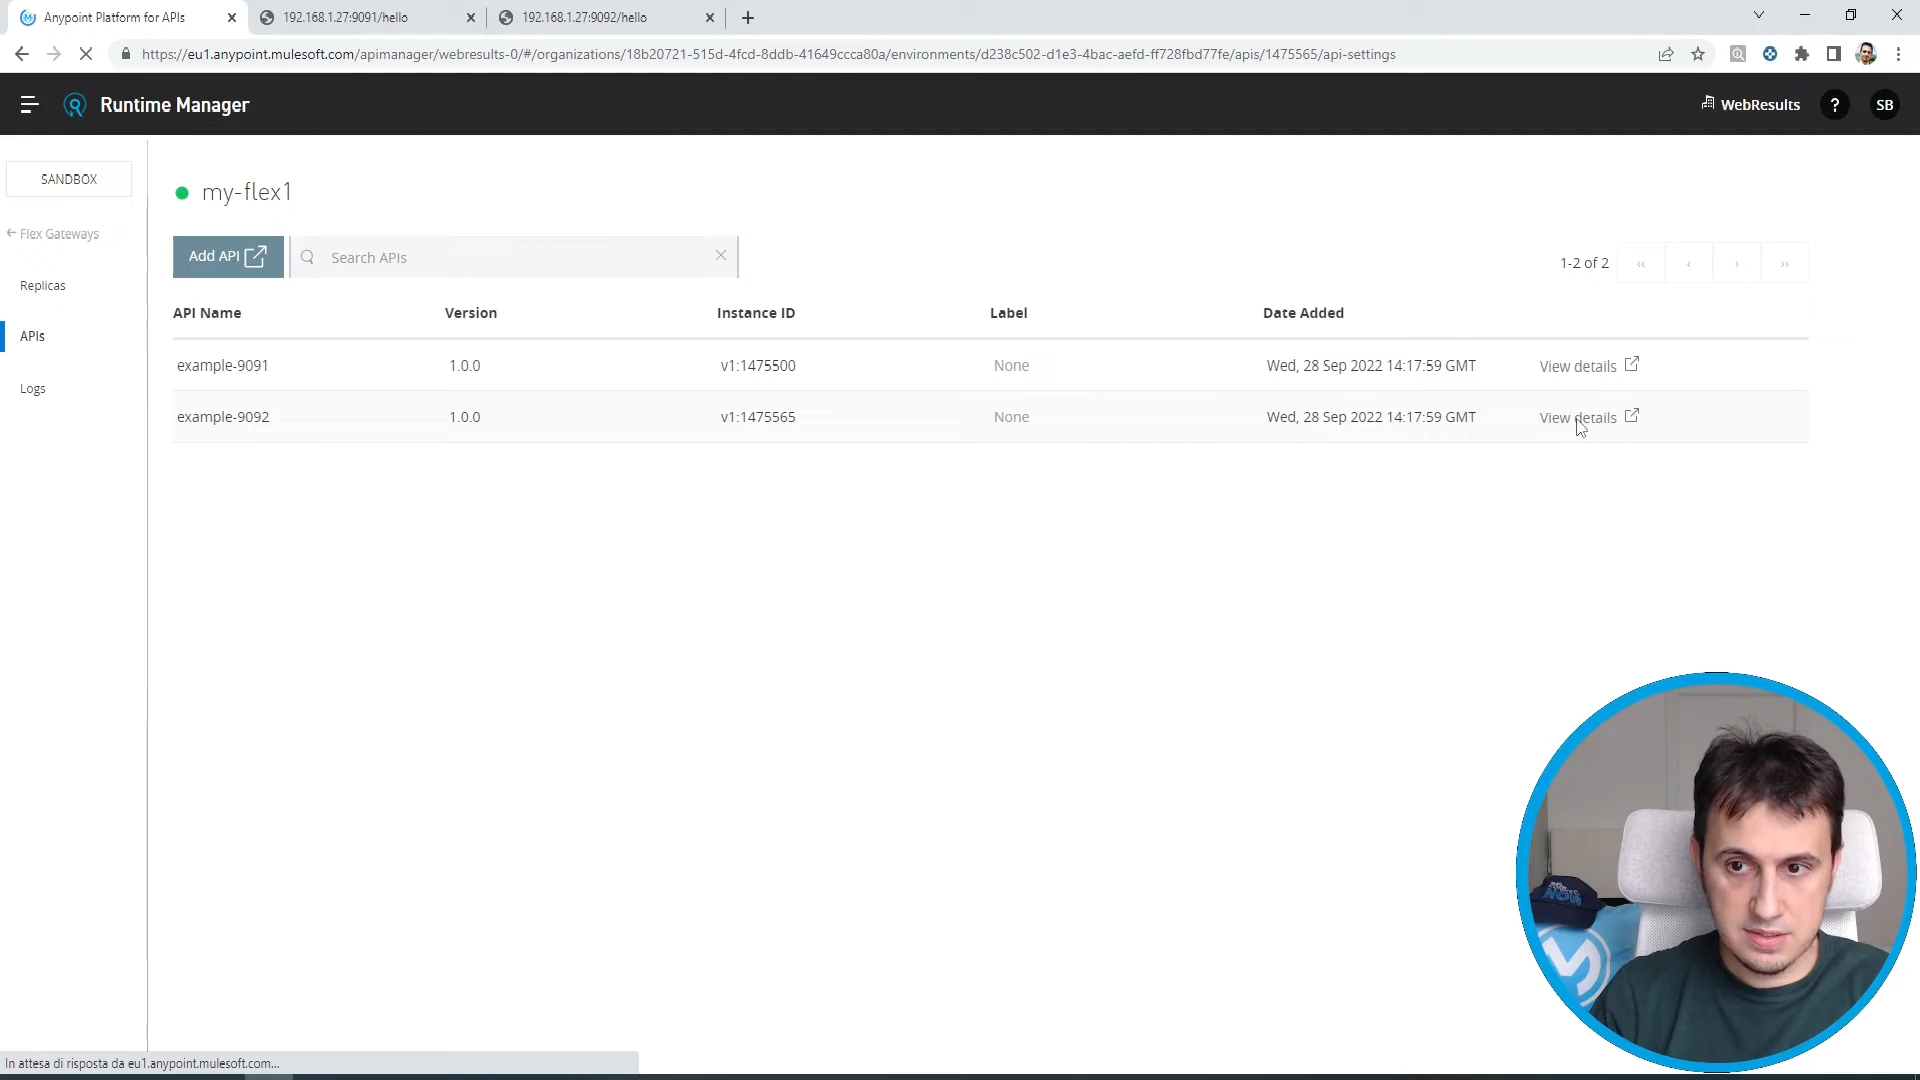 Anypoint Platform for APIs
192.168.1.27:9091/hello
192.168.1.27:9092/hello
https://eu1.anypoint.mulesoft.com/apimanager/webresults-0/#/organizations/18b20721-515d-4fcd-8ddb-41649ccca80a/environments/d238c502-d1e3-4bac-aefd-ff728fbd77fe/apis/1475565/api-settings
Runtime Manager
WebResults
?
SB
SANDBOX
my-flex1
Flex Gateways
Add API
Search APIs
1-2 of 2
Replicas
API Name
Version
Instance ID
Label
Date Added
APIs
example-9091
1.0.0
v1:1475500
None
Wed, 28 Sep 2022 14:17:59 GMT
View details
Logs
example-9092
1.0.0
v1:1475565
None
Wed, 28 Sep 2022 14:17:59 GMT
View details
NOW
In attesa di risposta da eu1.anypoint.mulesoft.com...